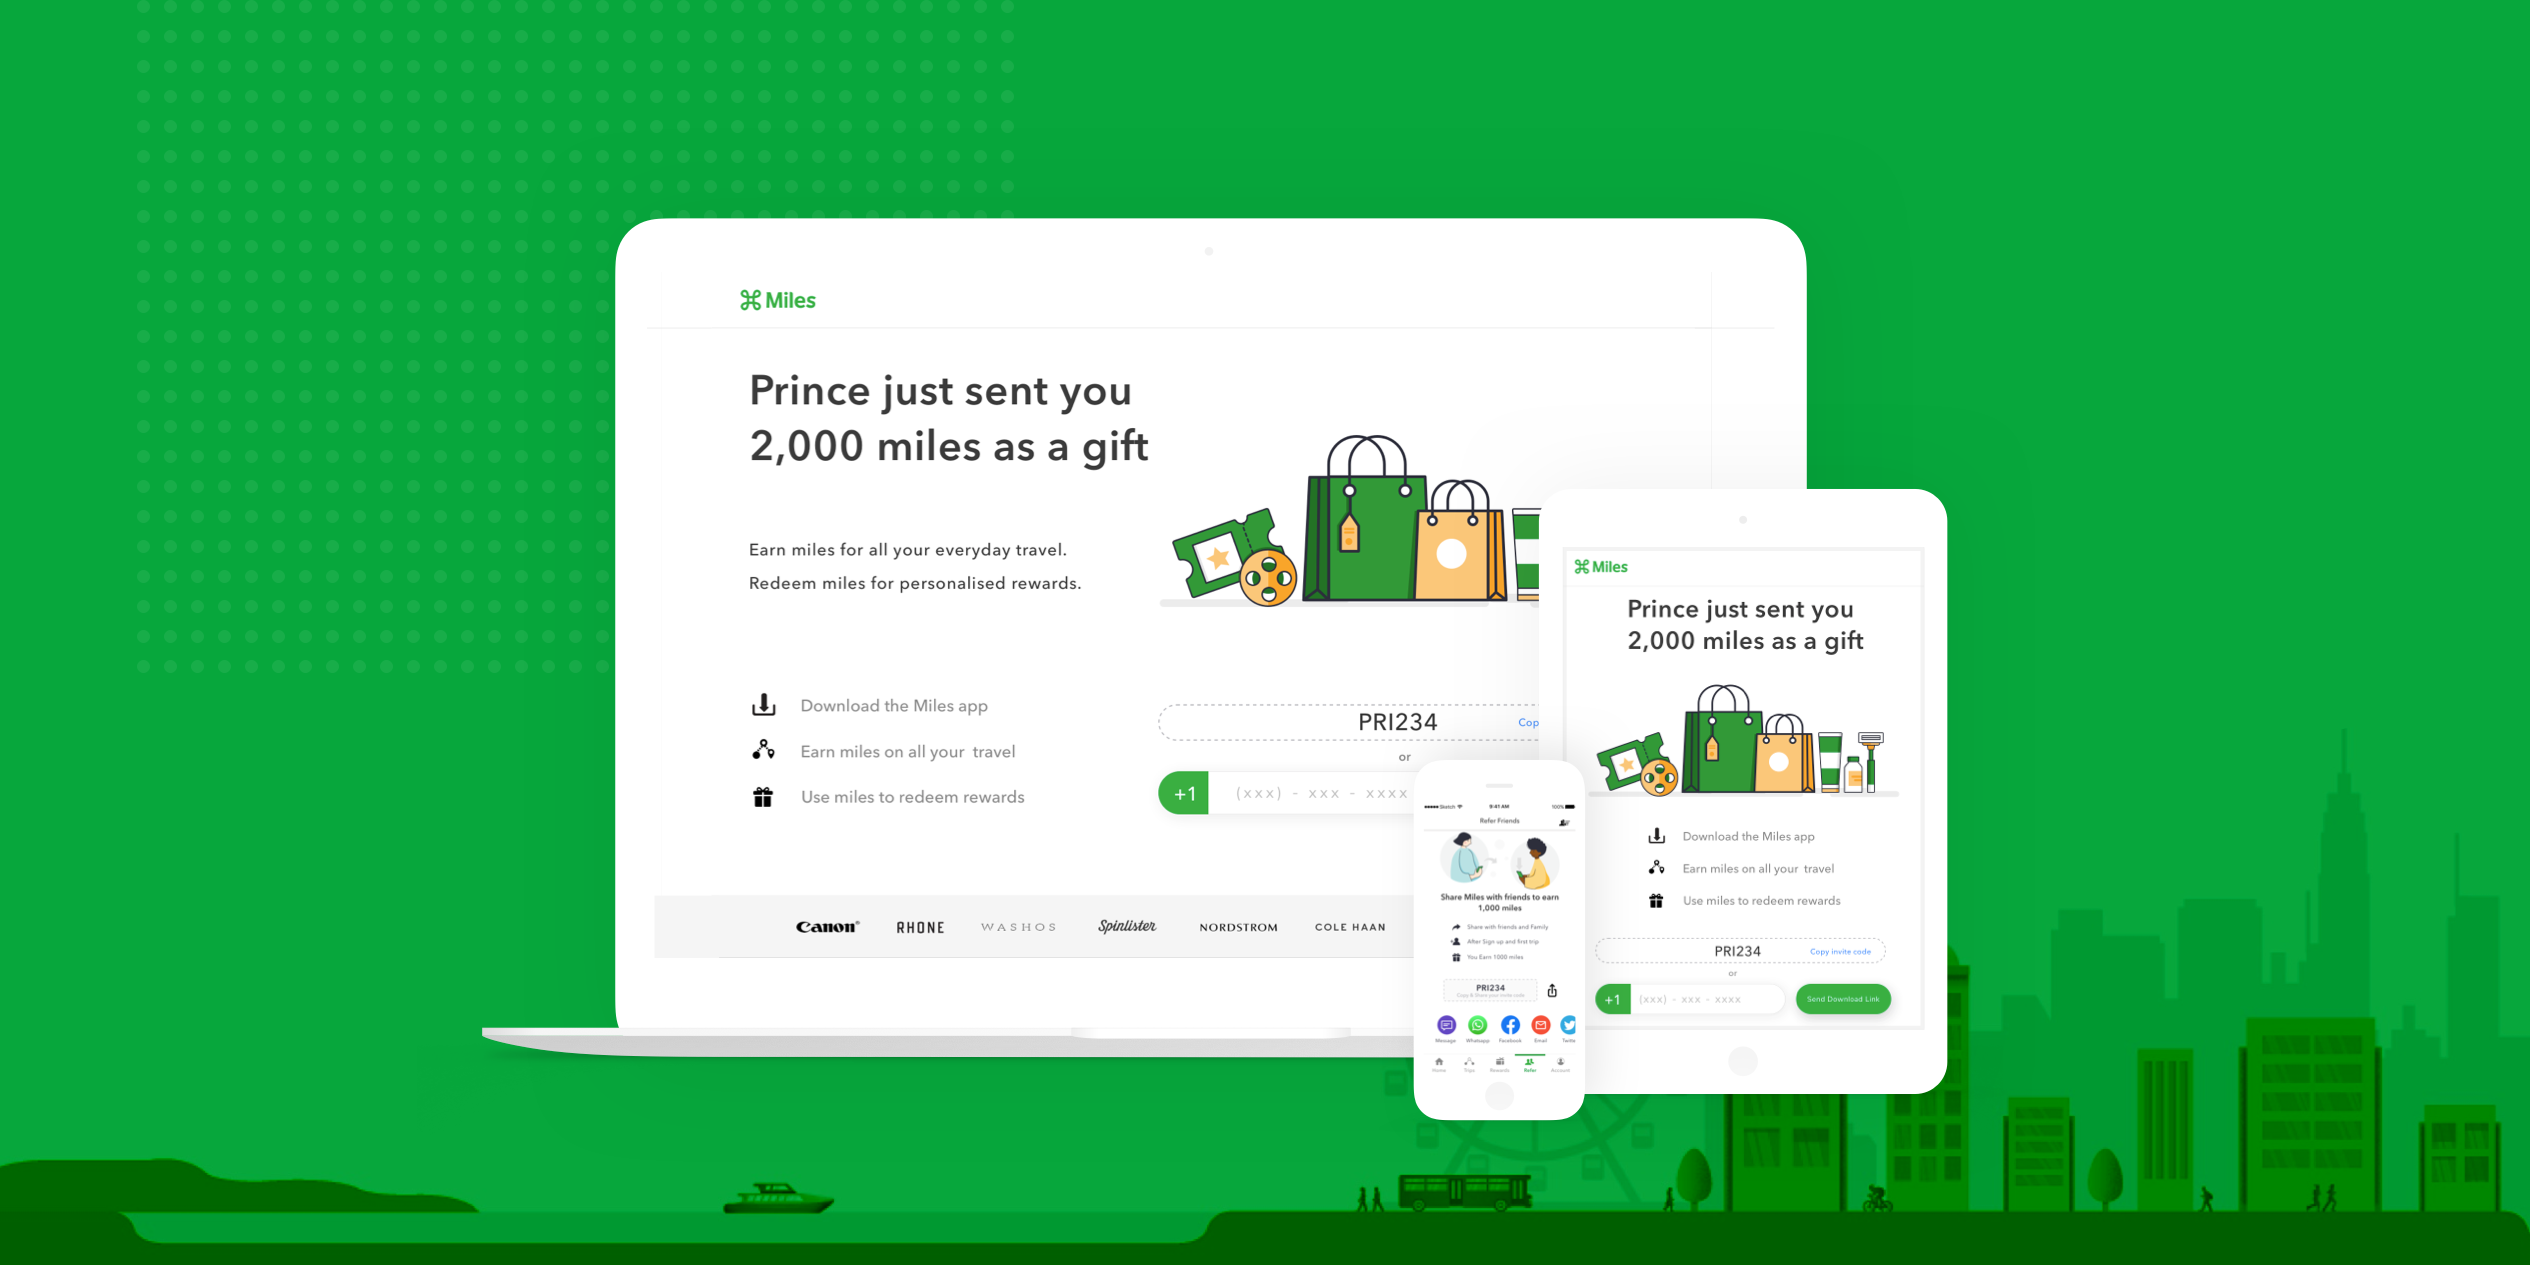 Miles
Prince just sent you
2,000 miles as a gift
Earn miles for all your everyday travel.
Redeem miles for personalised rewards.
Download the Miles app
Earn miles on all your travel
Use miles to redeem rewards
PRI234
Cop
or
+1 (xxx) - xxx - xxxx
Canon RHONE WASHOS Spinlister NORDSTROM COLE HAAN
Miles
Prince just sent you
2,000 miles as a gift
Download the Miles app
Earn miles on all your travel
Use miles to redeem rewards
PRI234 Copy invite code
or
+1 (xxx) - xxx - xxxx Send Download Link
Sketch 9:41 AM 100%
Refer Friends
Share Miles with friends to earn
1,000 miles
Share with friends and Family
After Sign up and first trip
You Earn 1000 miles
PRI234
Copy & Share your invite code
Message Whatsapp Facebook Email Twitte
Home Trips Rewards Refer Account